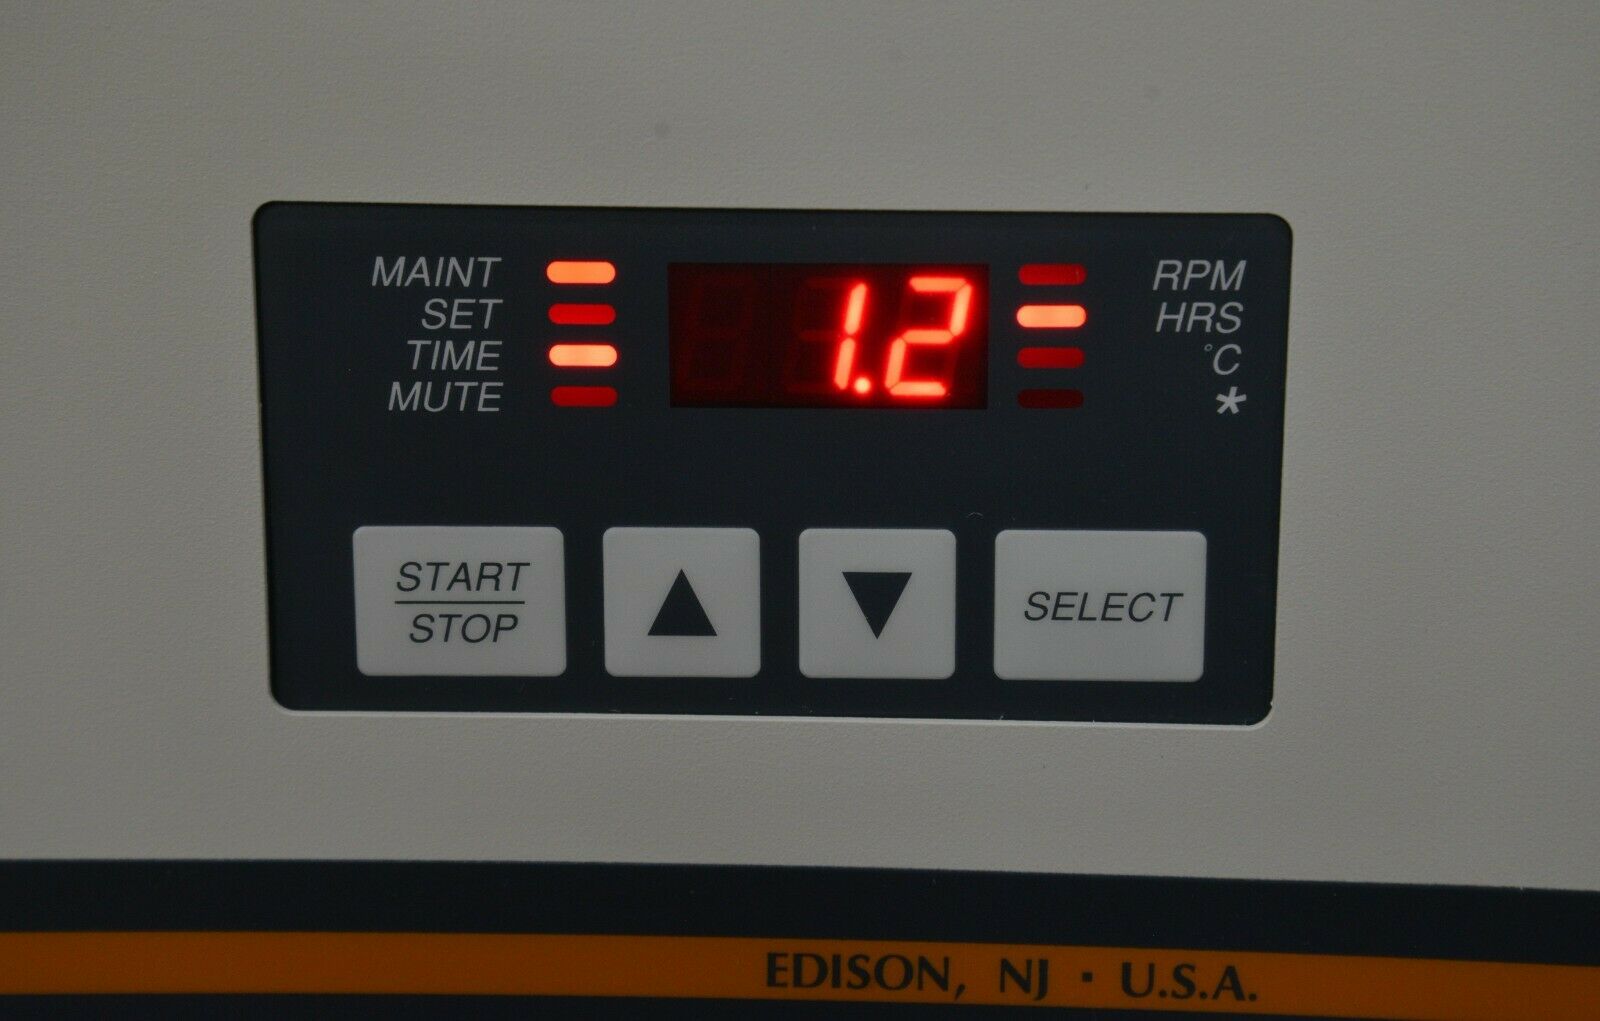 MAINT
SET
TIME
MUTE
1.2
RPM
HRS
°C
*
START
STOP
▲
▼
SELECT
EDISON, NJ · U.S.A.